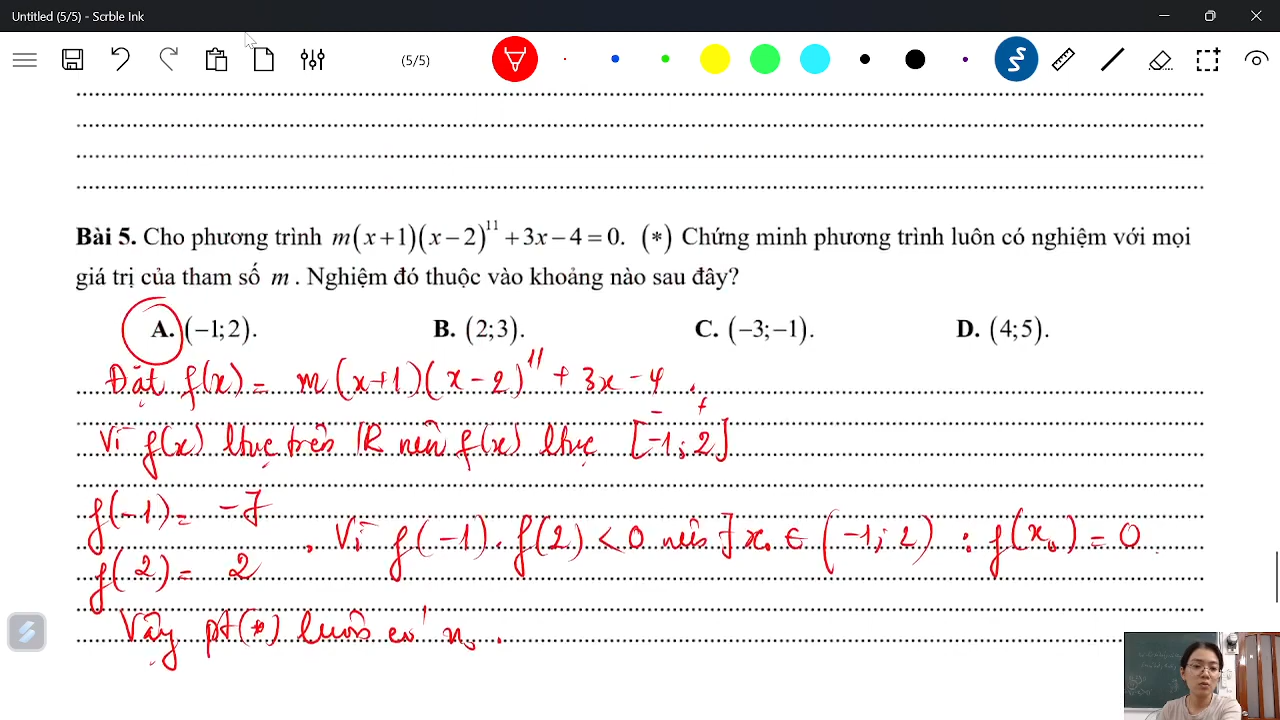 Untitled (5/5) - Scrble Ink
(5/5)
Bài 5. Cho phương trình m(x+1)(x−2)^11+3x−4=0. (*) Chứng minh phương trình luôn có nghiệm với mọi
giá trị của tham số m . Nghiệm đó thuộc vào khoảng nào sau đây?
A. (−1;2). B. (2;3). C. (−3;−1). D. (4;5).
Đặt f(x) = m(x+1)(x−2)^11 + 3x−4 .
− +
Vì f(x) ltục trên R nên f(x) ltục [−1; 2]
f(−1) = −7
. Vì f(−1). f(2) < 0 nên ∃ x₀ ∈ (−1; 2) : f(x₀) = 0
f(2) = 2
Vậy pt(*) luôn có n₀ .